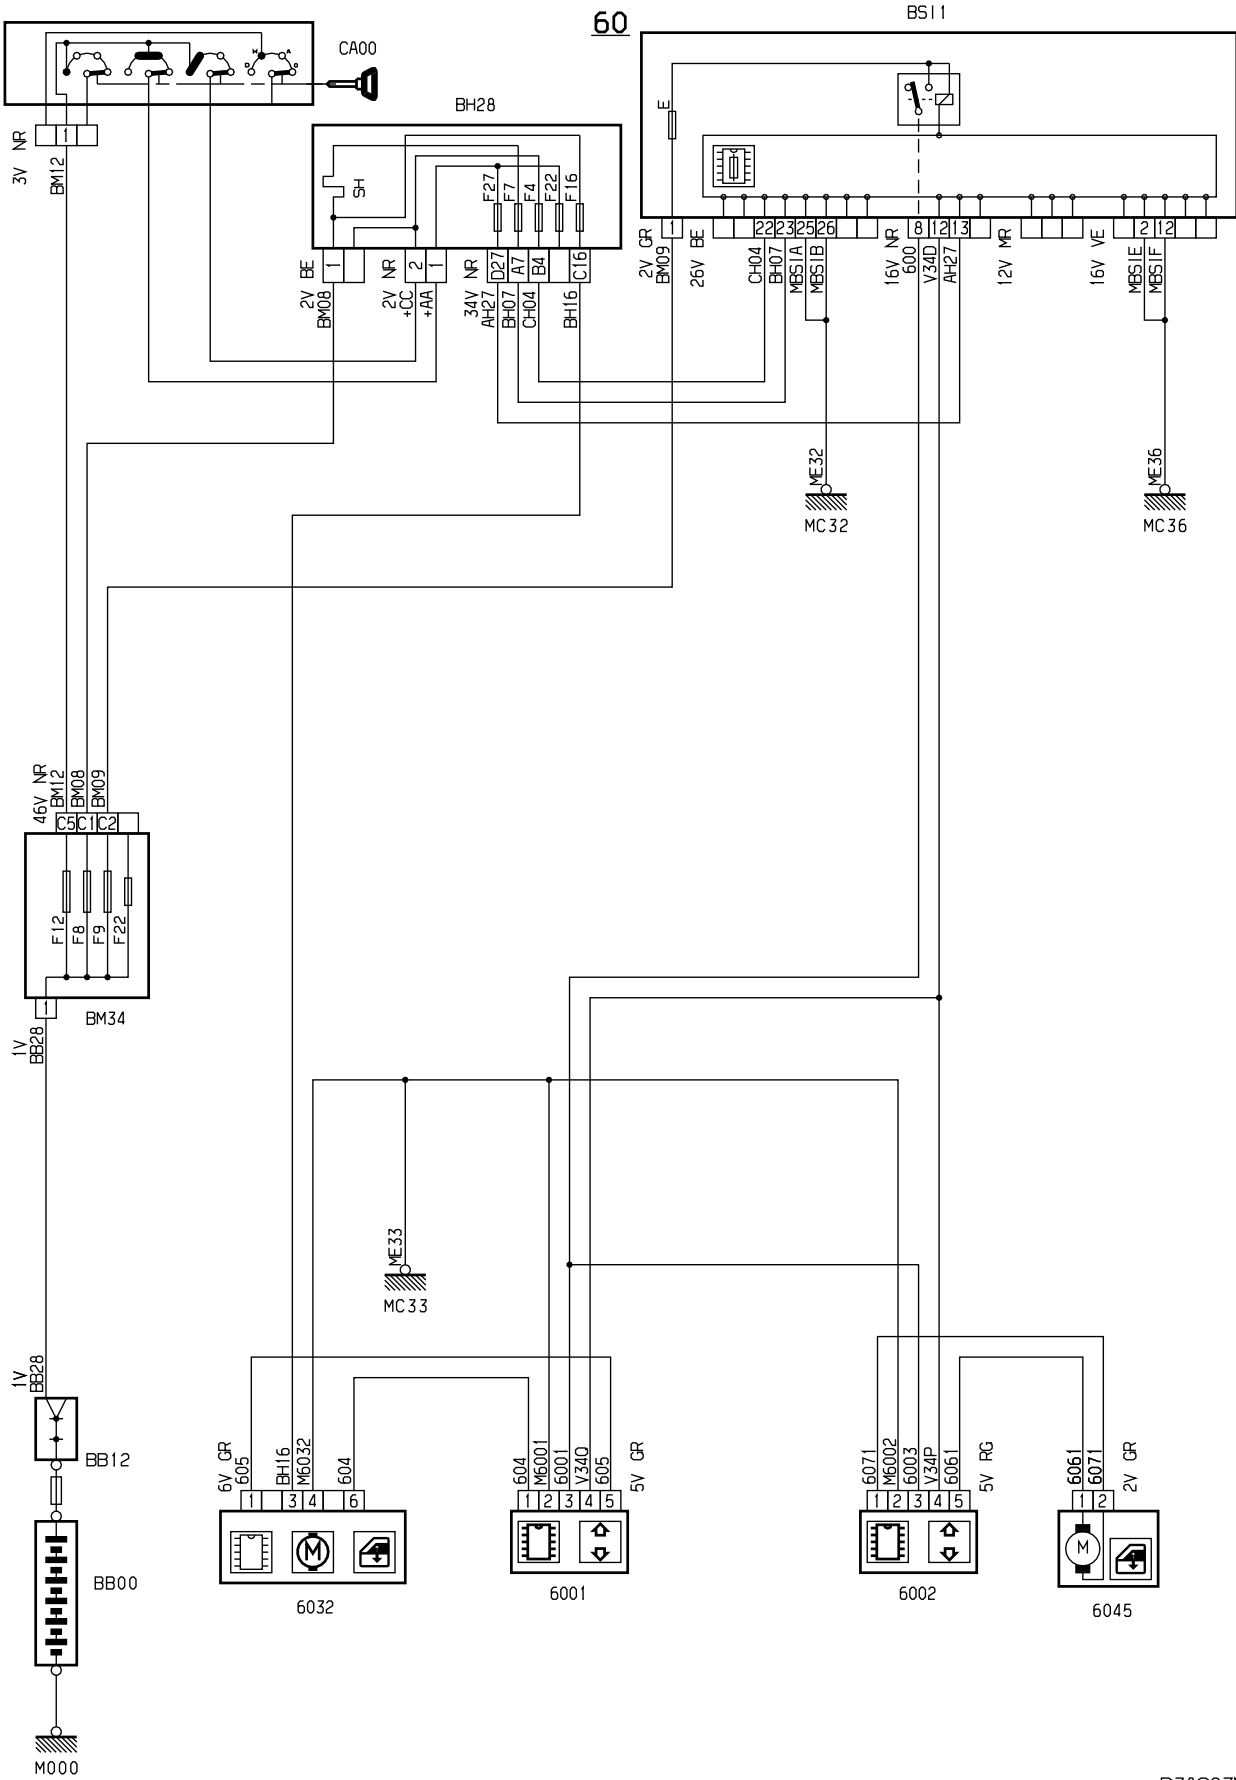 60
BSI1
CA00
M A
D O
3V NR
1
BM12
BH28
SH
F27
F7
F4
F22
F16
2V BE
1
BM08
2V NR
2
1
+CC
+AA
34V NR
D27
A7
B4
C16
AH27
BH07
CH04
BH16
E
2V GR
1
BM09
26V BE
22
23
25
26
CH04
BH07
MBSIA
MBSIB
16V NR
8
12
13
600
V34D
AH27
12V MR
16V VE
2
12
MBSIE
MBSIF
ME32
MC32
ME36
MC36
46V NR
BM12
BM08
BM09
C5
C1
C2
F12
F8
F9
F22
1
BM34
1V
BB28
ME33
MC33
1V
BB28
BB12
BB00
M000
6V GR
605
BH16
M6032
604
1
3
4
6
M
6032
604
M6001
6001
V34Q
605
5V GR
1
2
3
4
5
6001
6071
M6002
6003
V34P
6061
5V RG
1
2
3
4
5
6002
6061
6071
2V GR
1
2
M
6045